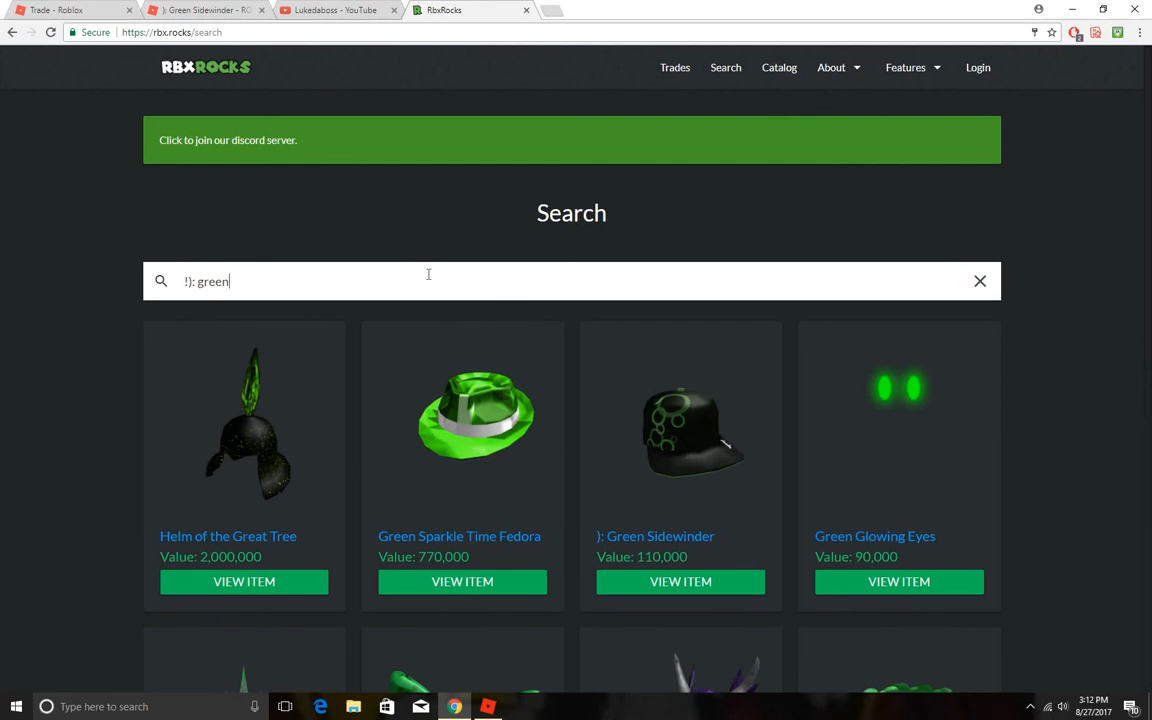 Trade - Roblox
): Green Sidewinder - RO
Lukedaboss - YouTube
RbxRocks
Secure
https://rbx.rocks/search
2
RBXROCKS
Trades
Search
Catalog
About
Features
Login
Click to join our discord server.
Search
!): green
Helm of the Great Tree
Value: 2,000,000
VIEW ITEM
Green Sparkle Time Fedora
Value: 770,000
VIEW ITEM
): Green Sidewinder
Value: 110,000
VIEW ITEM
Green Glowing Eyes
Value: 90,000
VIEW ITEM
Type here to search
3:12 PM
8/27/2017
10